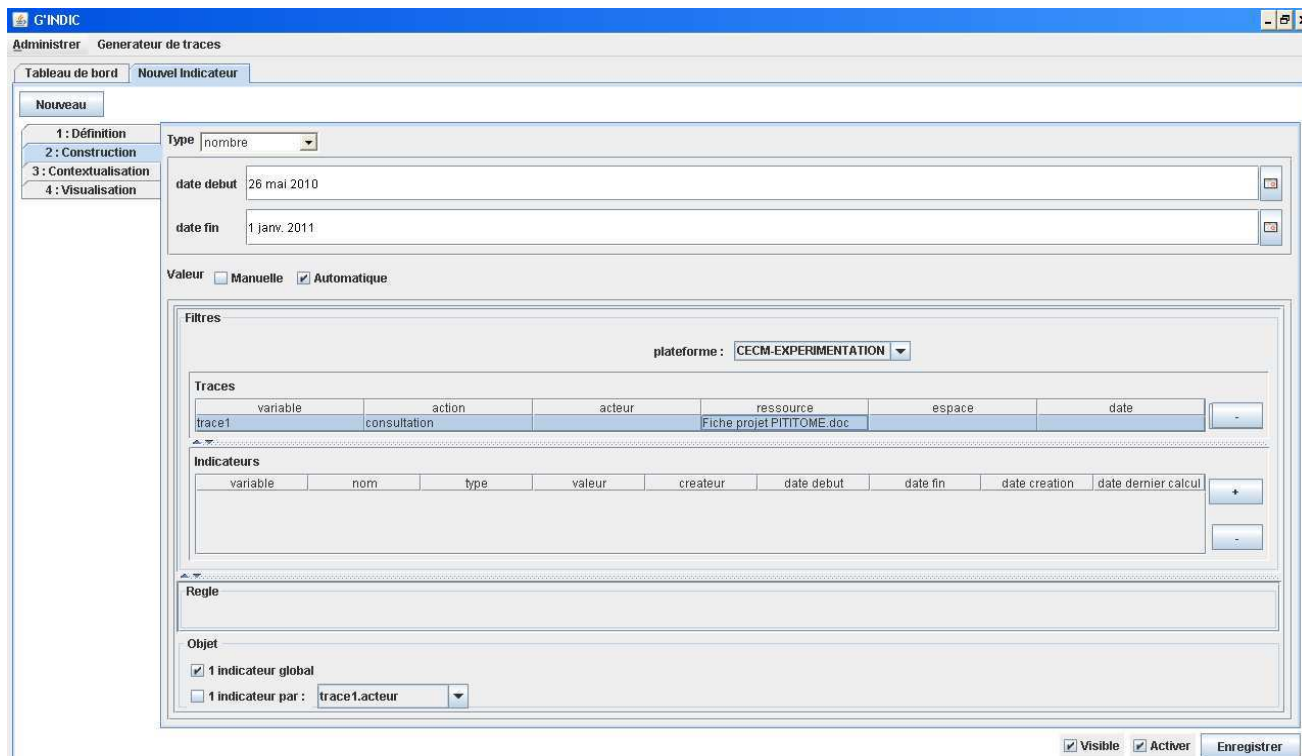 G'INDIC
Administrer Generateur de traces
Tableau de bord Nouvel Indicateur
Nouveau
1 : Définition
2 : Construction
3 : Contextualisation
4 : Visualisation
Type nombre
date debut 26 mai 2010
date fin 1 janv. 2011
Valeur Manuelle Automatique
Filtres
plateforme : CECM-EXPERIMENTATION
Traces
variable action acteur ressource espace date
trace1 consultation Fiche projet PITITOME.doc
-
Indicateurs
variable nom type valeur createur date debut date fin date creation date dernier calcul
+
-
Regle
Objet
1 indicateur global
1 indicateur par : trace1.acteur
Visible Activer Enregistrer